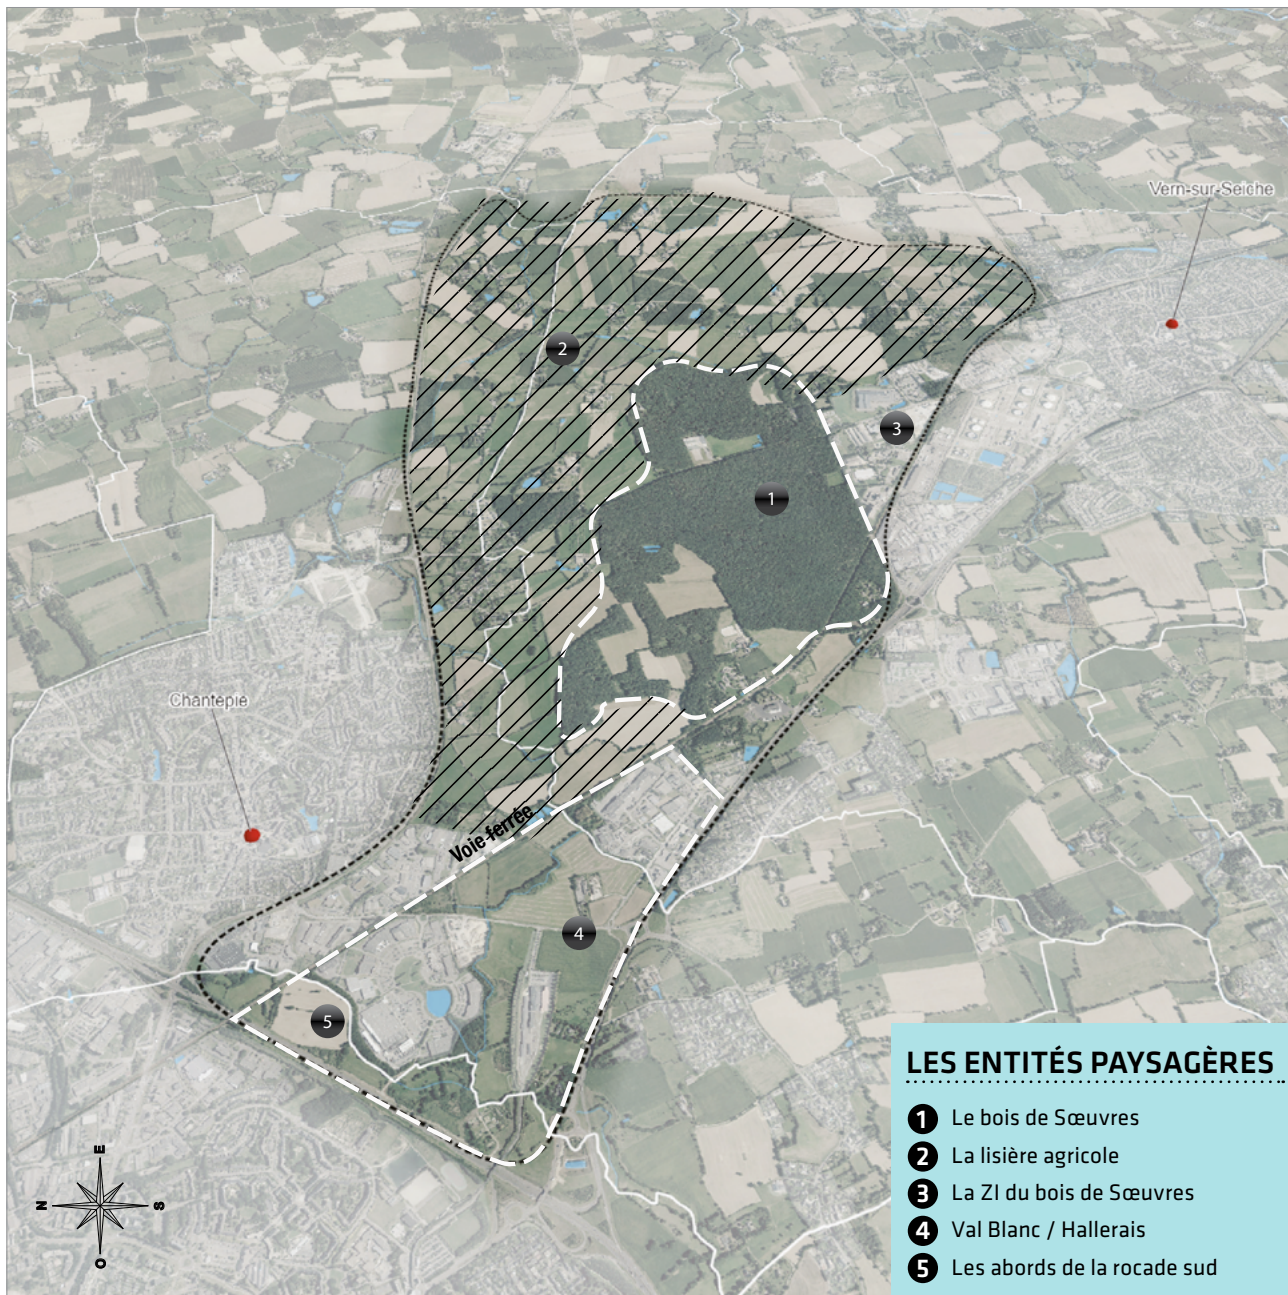 Vern-sur-Seiche
2
3
1
Chantepie
Voie ferrée
4
5
E
N
S
O
LES ENTITÉS PAYSAGÈRES
1 Le bois de Sœuvres
2 La lisière agricole
3 La ZI du bois de Sœuvres
4 Val Blanc / Hallerais
5 Les abords de la rocade sud